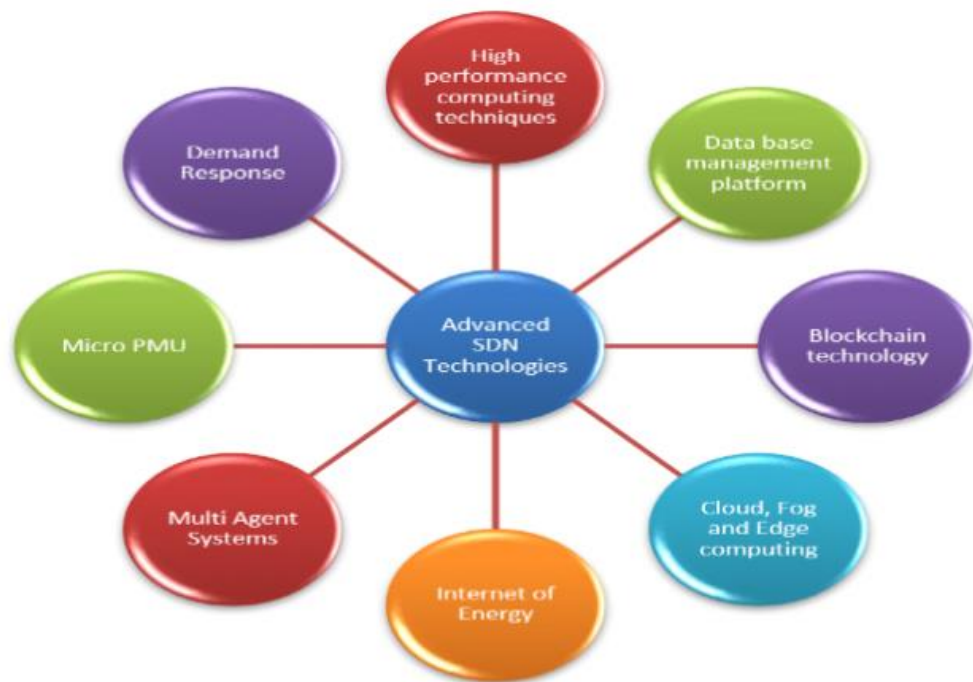 High
performance
computing
techniques
Data base
management
platform
Blockchain
technology
Cloud, Fog
and Edge
computing
Internet of
Energy
Multi Agent
Systems
Micro PMU
Demand
Response
Advanced
SDN
Technologies